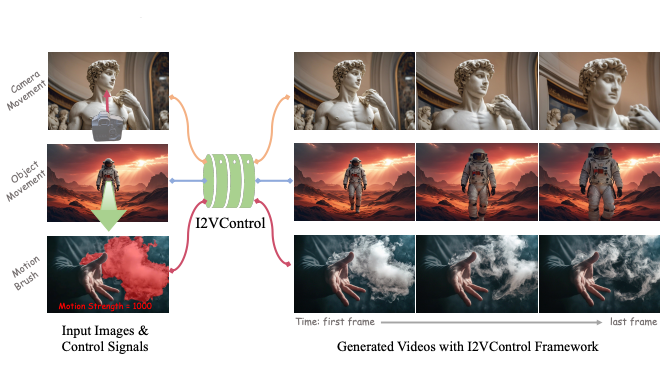 Camera
Movement
Object
Movement
Motion
Brush
Motion Strength = 1000
I2VControl
Time: first frame
last frame
Input Images &
Control Signals
Generated Videos with I2VControl Framework